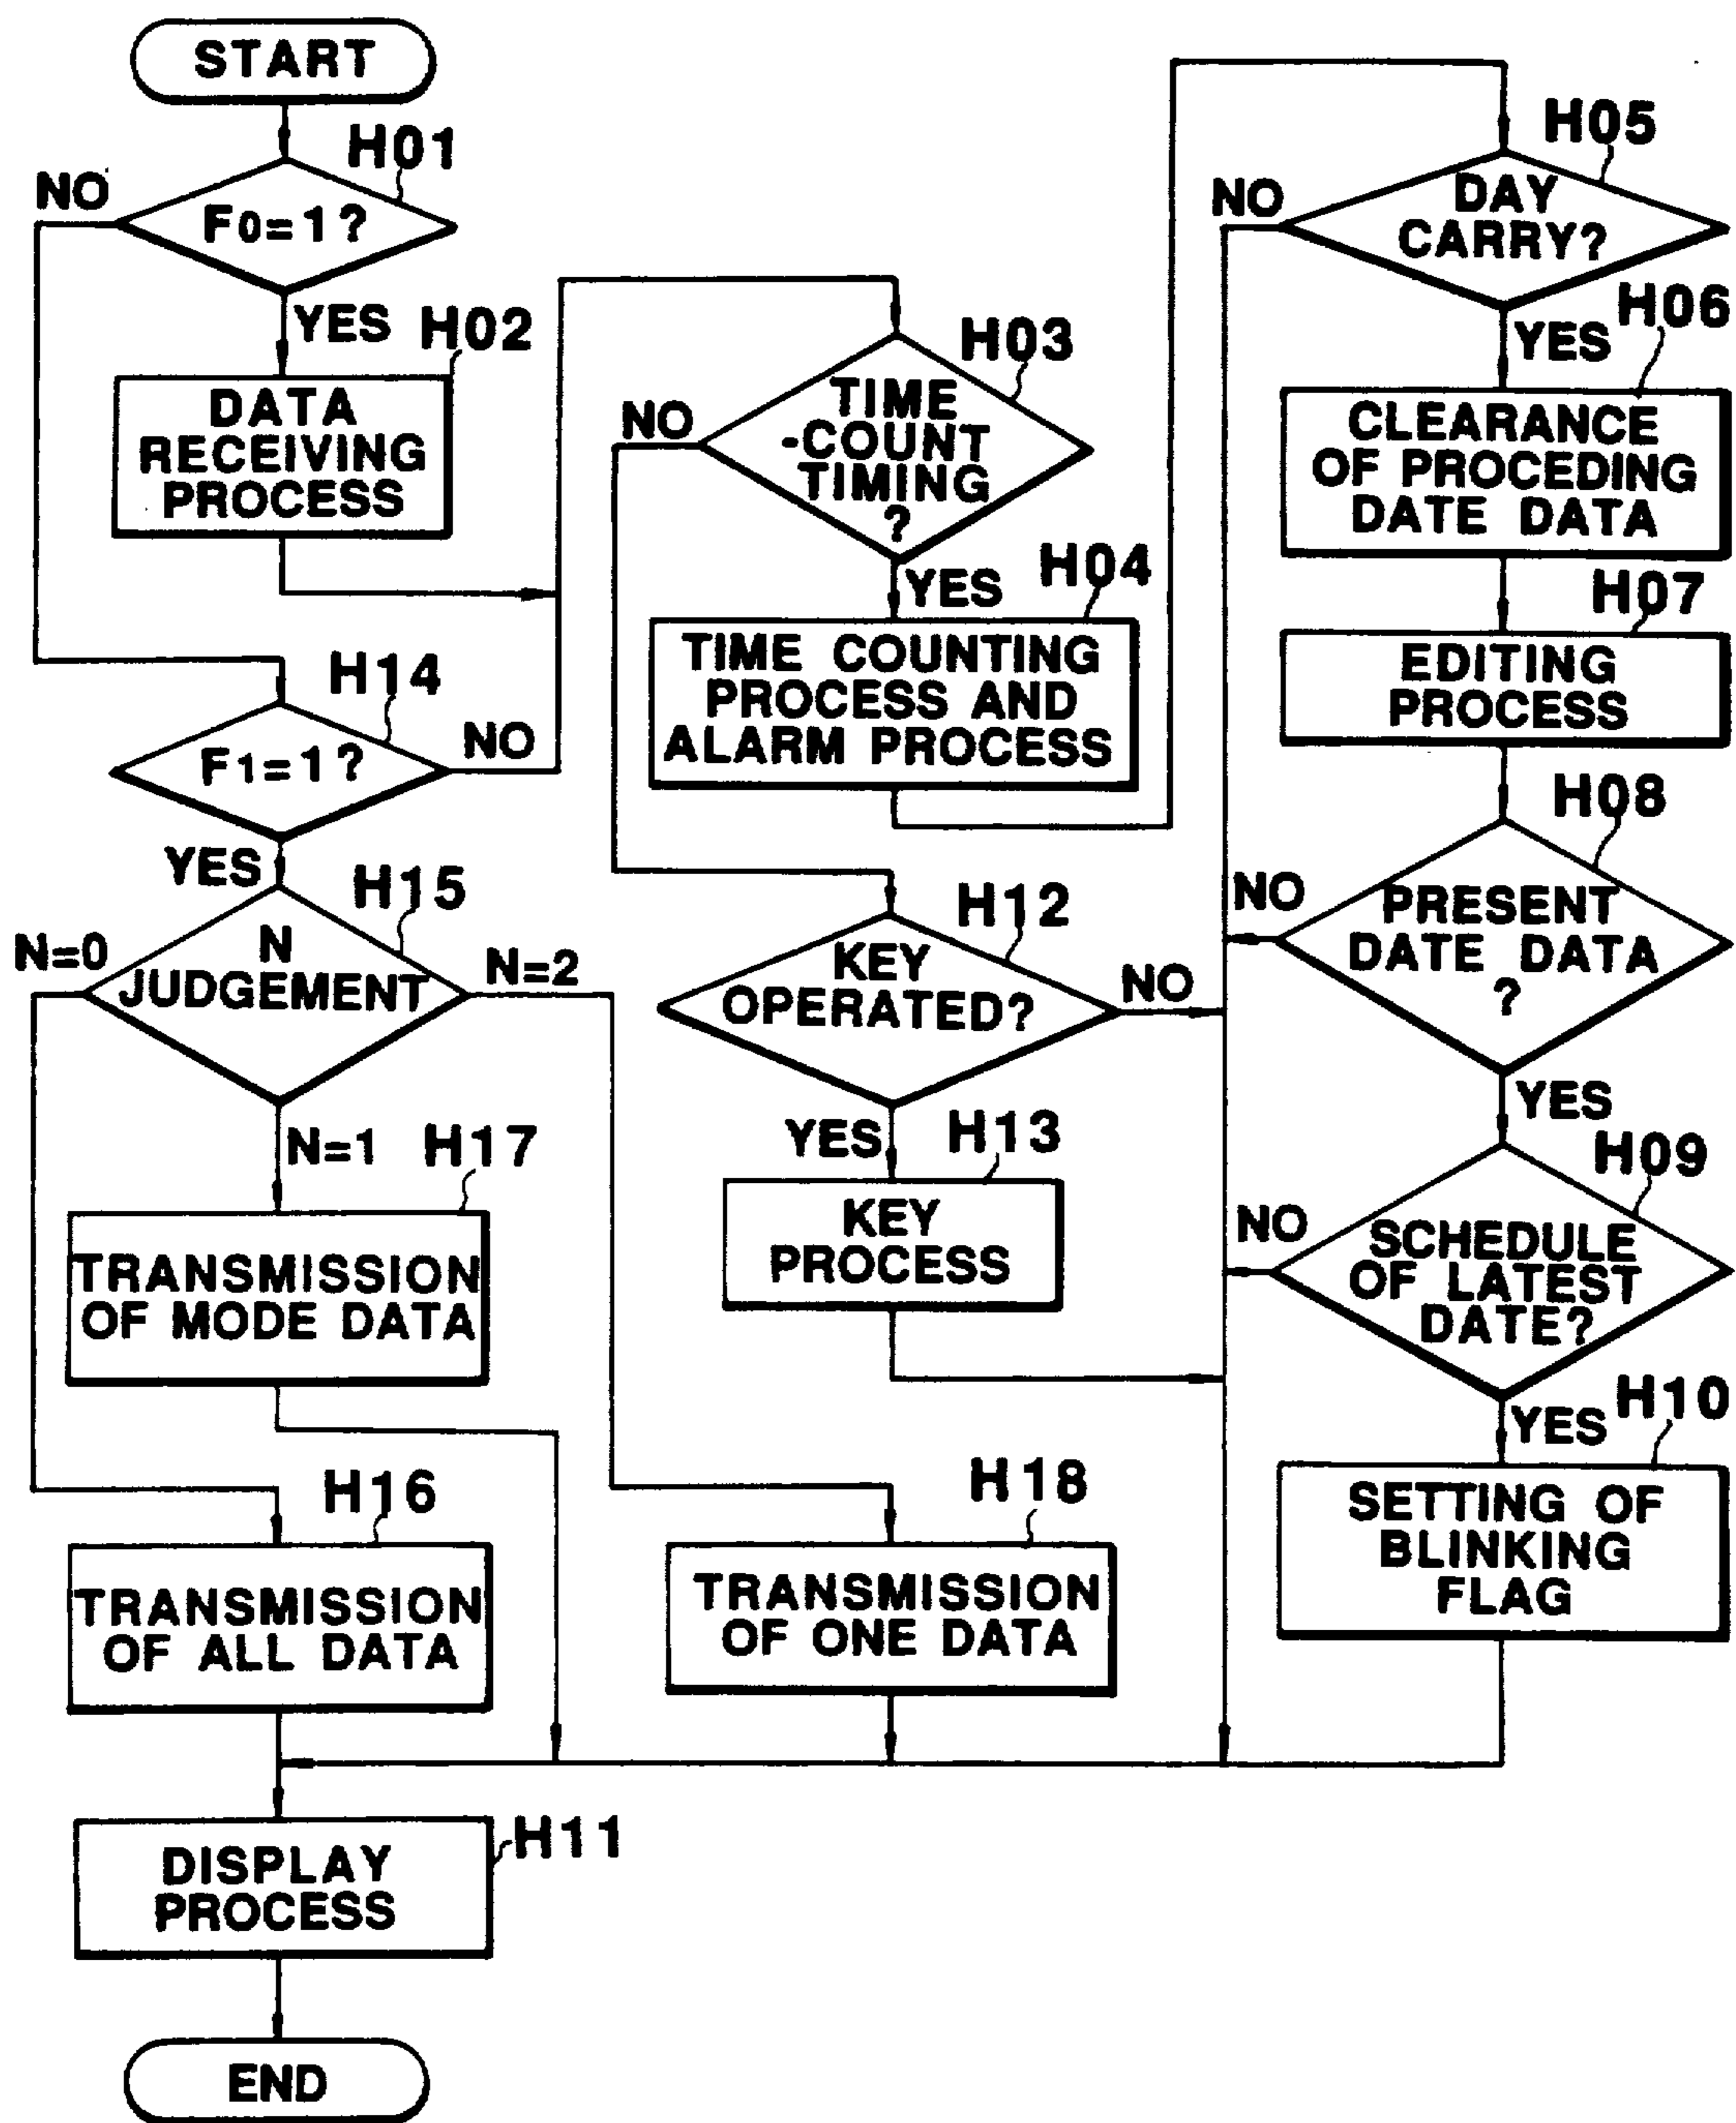 START
H01
NO
F0=1?
YES
H02
DATA
RECEIVING
PROCESS
H14
F1=1?
NO
YES
H15
N=0
N
JUDGEMENT
N=2
N=1
H17
TRANSMISSION
OF MODE DATA
H16
TRANSMISSION
OF ALL DATA
H11
DISPLAY
PROCESS
END
H03
NO
TIME
-COUNT
TIMING
?
YES
H04
TIME COUNTING
PROCESS AND
ALARM PROCESS
H12
KEY
OPERATED?
NO
YES
H13
KEY
PROCESS
H18
TRANSMISSION
OF ONE DATA
H05
NO
DAY
CARRY?
YES
H06
CLEARANCE
OF PROCEDING
DATE DATA
H07
EDITING
PROCESS
H08
NO
PRESENT
DATE DATA
?
YES
H09
NO
SCHEDULE
OF LATEST
DATE?
YES
H10
SETTING OF
BLINKING
FLAG